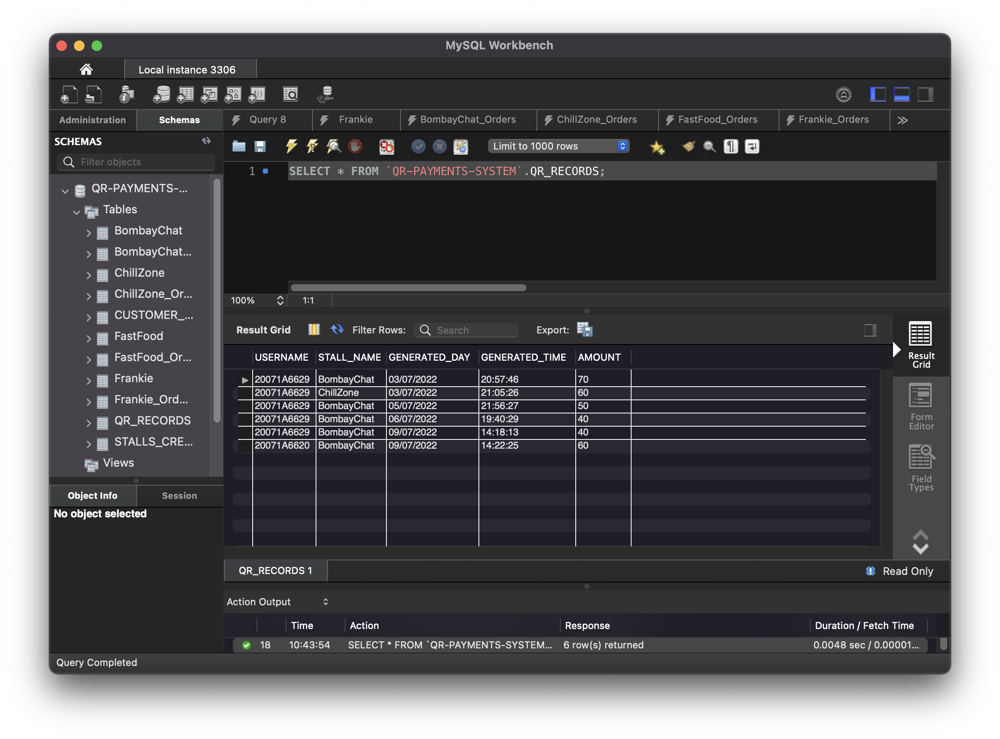 MySQL Workbench
Local instance 3306
Administration Schemas
Query 8 Frankie BombayChat_Orders ChillZone_Orders FastFood_Orders Frankie_Orders
SCHEMAS
Filter objects
Limit to 1000 rows
1 SELECT * FROM `QR-PAYMENTS-SYSTEM`.QR_RECORDS;
QR-PAYMENTS-...
Tables
BombayChat
BombayChat...
ChillZone
ChillZone_Or...
CUSTOMER_...
FastFood
FastFood_Or...
Frankie
Frankie_Ord...
QR_RECORDS
STALLS_CRE...
Views
Object Info Session
No object selected
100% 1:1
Result Grid Filter Rows: Search Export:
USERNAME STALL_NAME GENERATED_DAY GENERATED_TIME AMOUNT
20071A6629 BombayChat 03/07/2022 20:57:46 70
20071A6629 ChillZone 03/07/2022 21:05:26 60
20071A6629 BombayChat 05/07/2022 21:56:27 50
20071A6629 BombayChat 06/07/2022 19:40:29 40
20071A6629 BombayChat 09/07/2022 14:18:13 40
20071A6620 BombayChat 09/07/2022 14:22:25 60
Result
Grid
Form
Editor
Field
Types
QR_RECORDS 1 Read Only
Action Output
Time Action Response Duration / Fetch Time
18 10:43:54 SELECT * FROM `QR-PAYMENTS-SYSTEM... 6 row(s) returned 0.0048 sec / 0.00001...
Query Completed